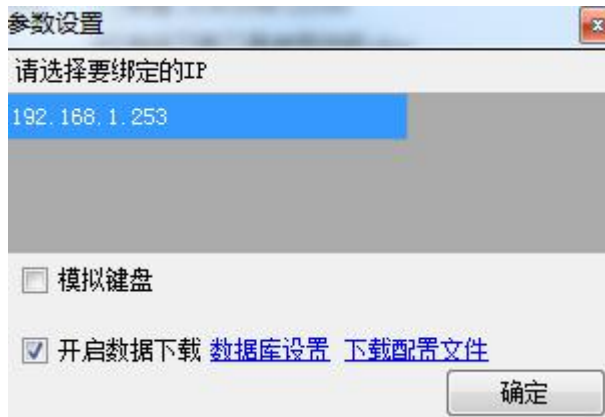 参数设置
请选择要绑定的IP
192.168.1.253
模拟键盘
开启数据下载 数据库设置 下载配置文件
确定